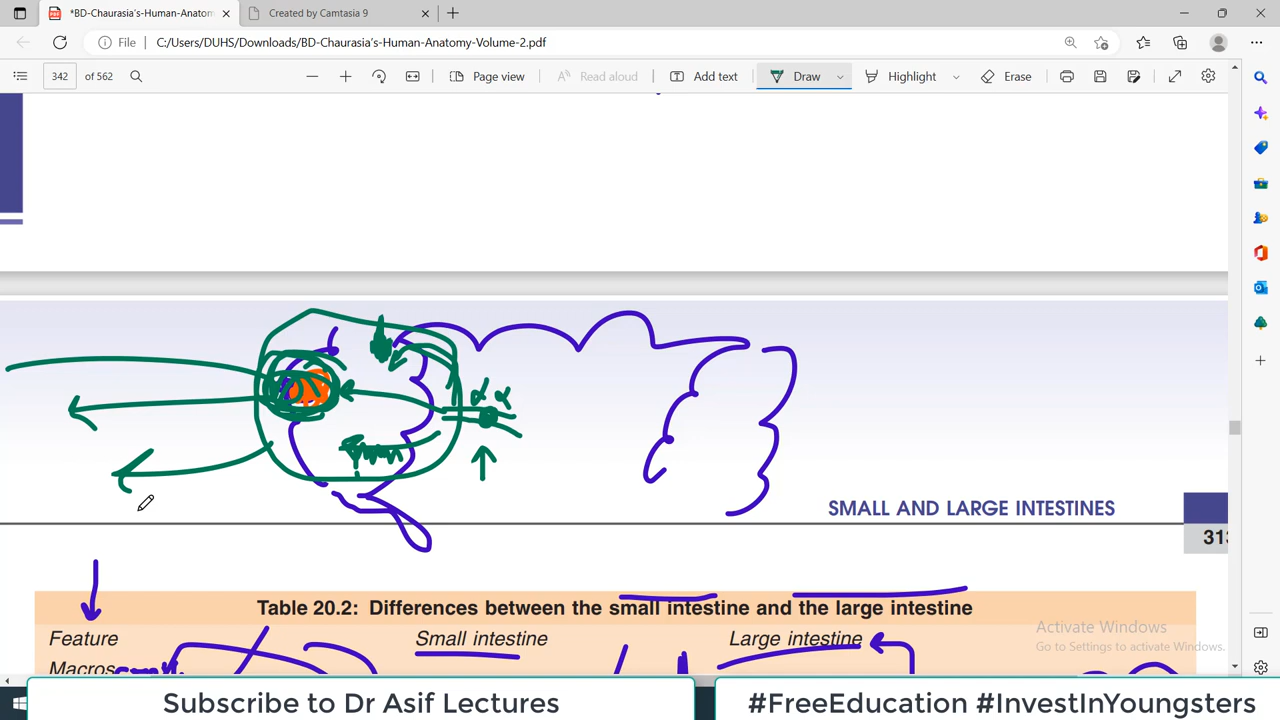 *BD-Chaurasia's-Human-Anatom
Created by Camtasia 9
File
C:/Users/DUHS/Downloads/BD-Chaurasia's-Human-Anatomy-Volume-2.pdf
342 of 562
Page view
Read aloud
Add text
Draw
Highlight
Erase
α α
SMALL AND LARGE INTESTINES
313
Table 20.2: Differences between the small intestine and the large intestine
Feature Small intestine Large intestine
Activate Windows
Go to Settings to activate Windows.
Subscribe to Dr Asif Lectures
#FreeEducation #InvestInYoungsters